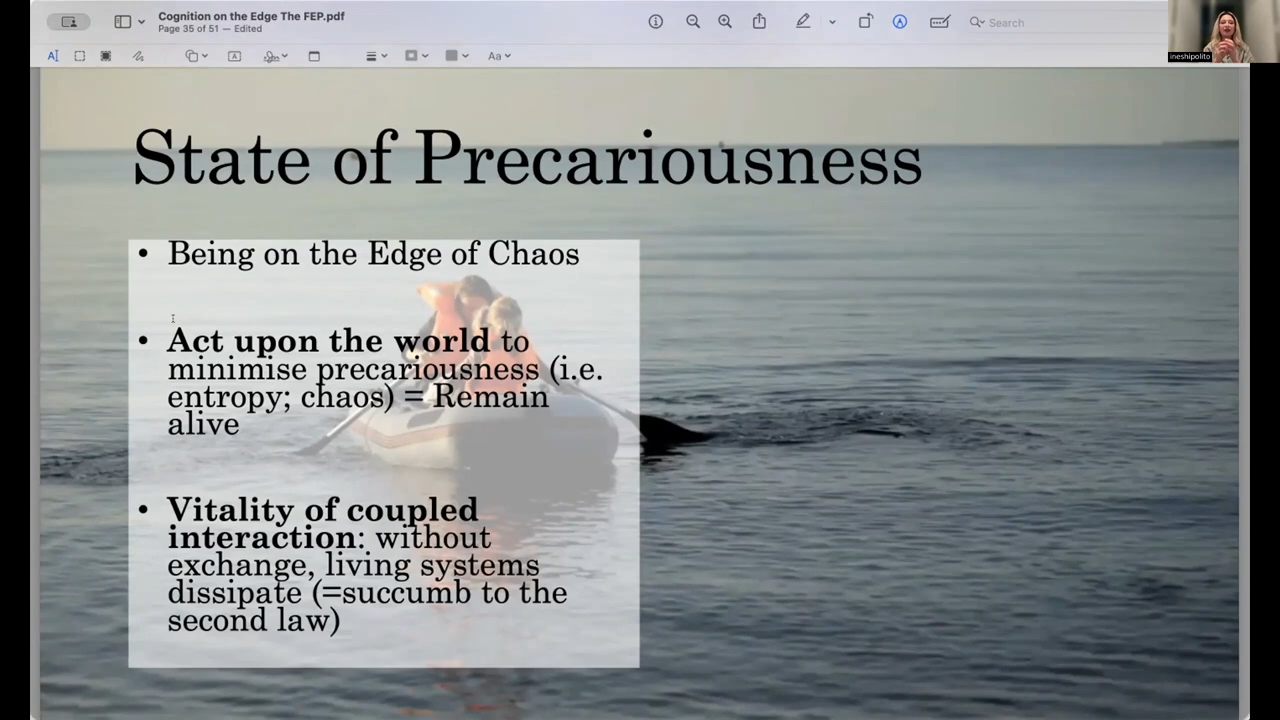 Cognition on the Edge The FEP.pdf
Page 35 of 51 — Edited
Search
ineshipolito
Aa
State of Precariousness
• Being on the Edge of Chaos
• Act upon the world to
minimise precariousness (i.e.
entropy; chaos) = Remain
alive
• Vitality of coupled
interaction: without
exchange, living systems
dissipate (=succumb to the
second law)